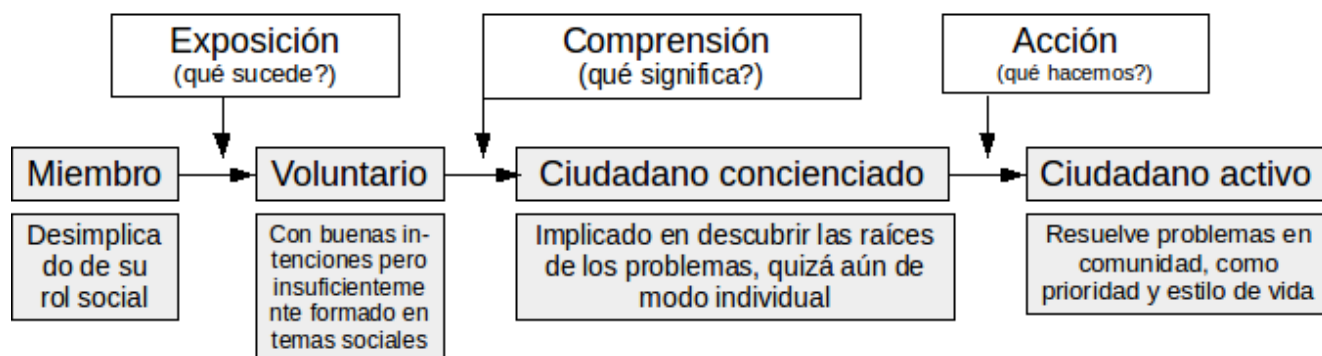 Exposición
(qué sucede?)
Comprensión
(qué significa?)
Acción
(qué hacemos?)
Miembro
Voluntario
Ciudadano concienciado
Ciudadano activo
Desimplica
do de su
rol social
Con buenas in-
tenciones pero
insuficienteme
nte formado en
temas sociales
Implicado en descubrir las raíces
de los problemas, quizá aún de
modo individual
Resuelve problemas en
comunidad, como
prioridad y estilo de vida